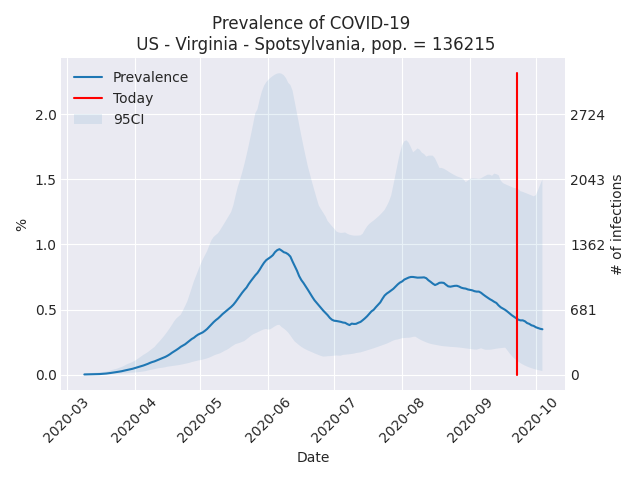 Prevalence of COVID-19
US - Virginia - Spotsylvania, pop. = 136215
Prevalence
Today
95CI
%
2.0
1.5
1.0
0.5
0.0
2724
2043
1362
681
0
# of infections
2020-03
2020-04
2020-05
2020-06
2020-07
2020-08
2020-09
2020-10
Date